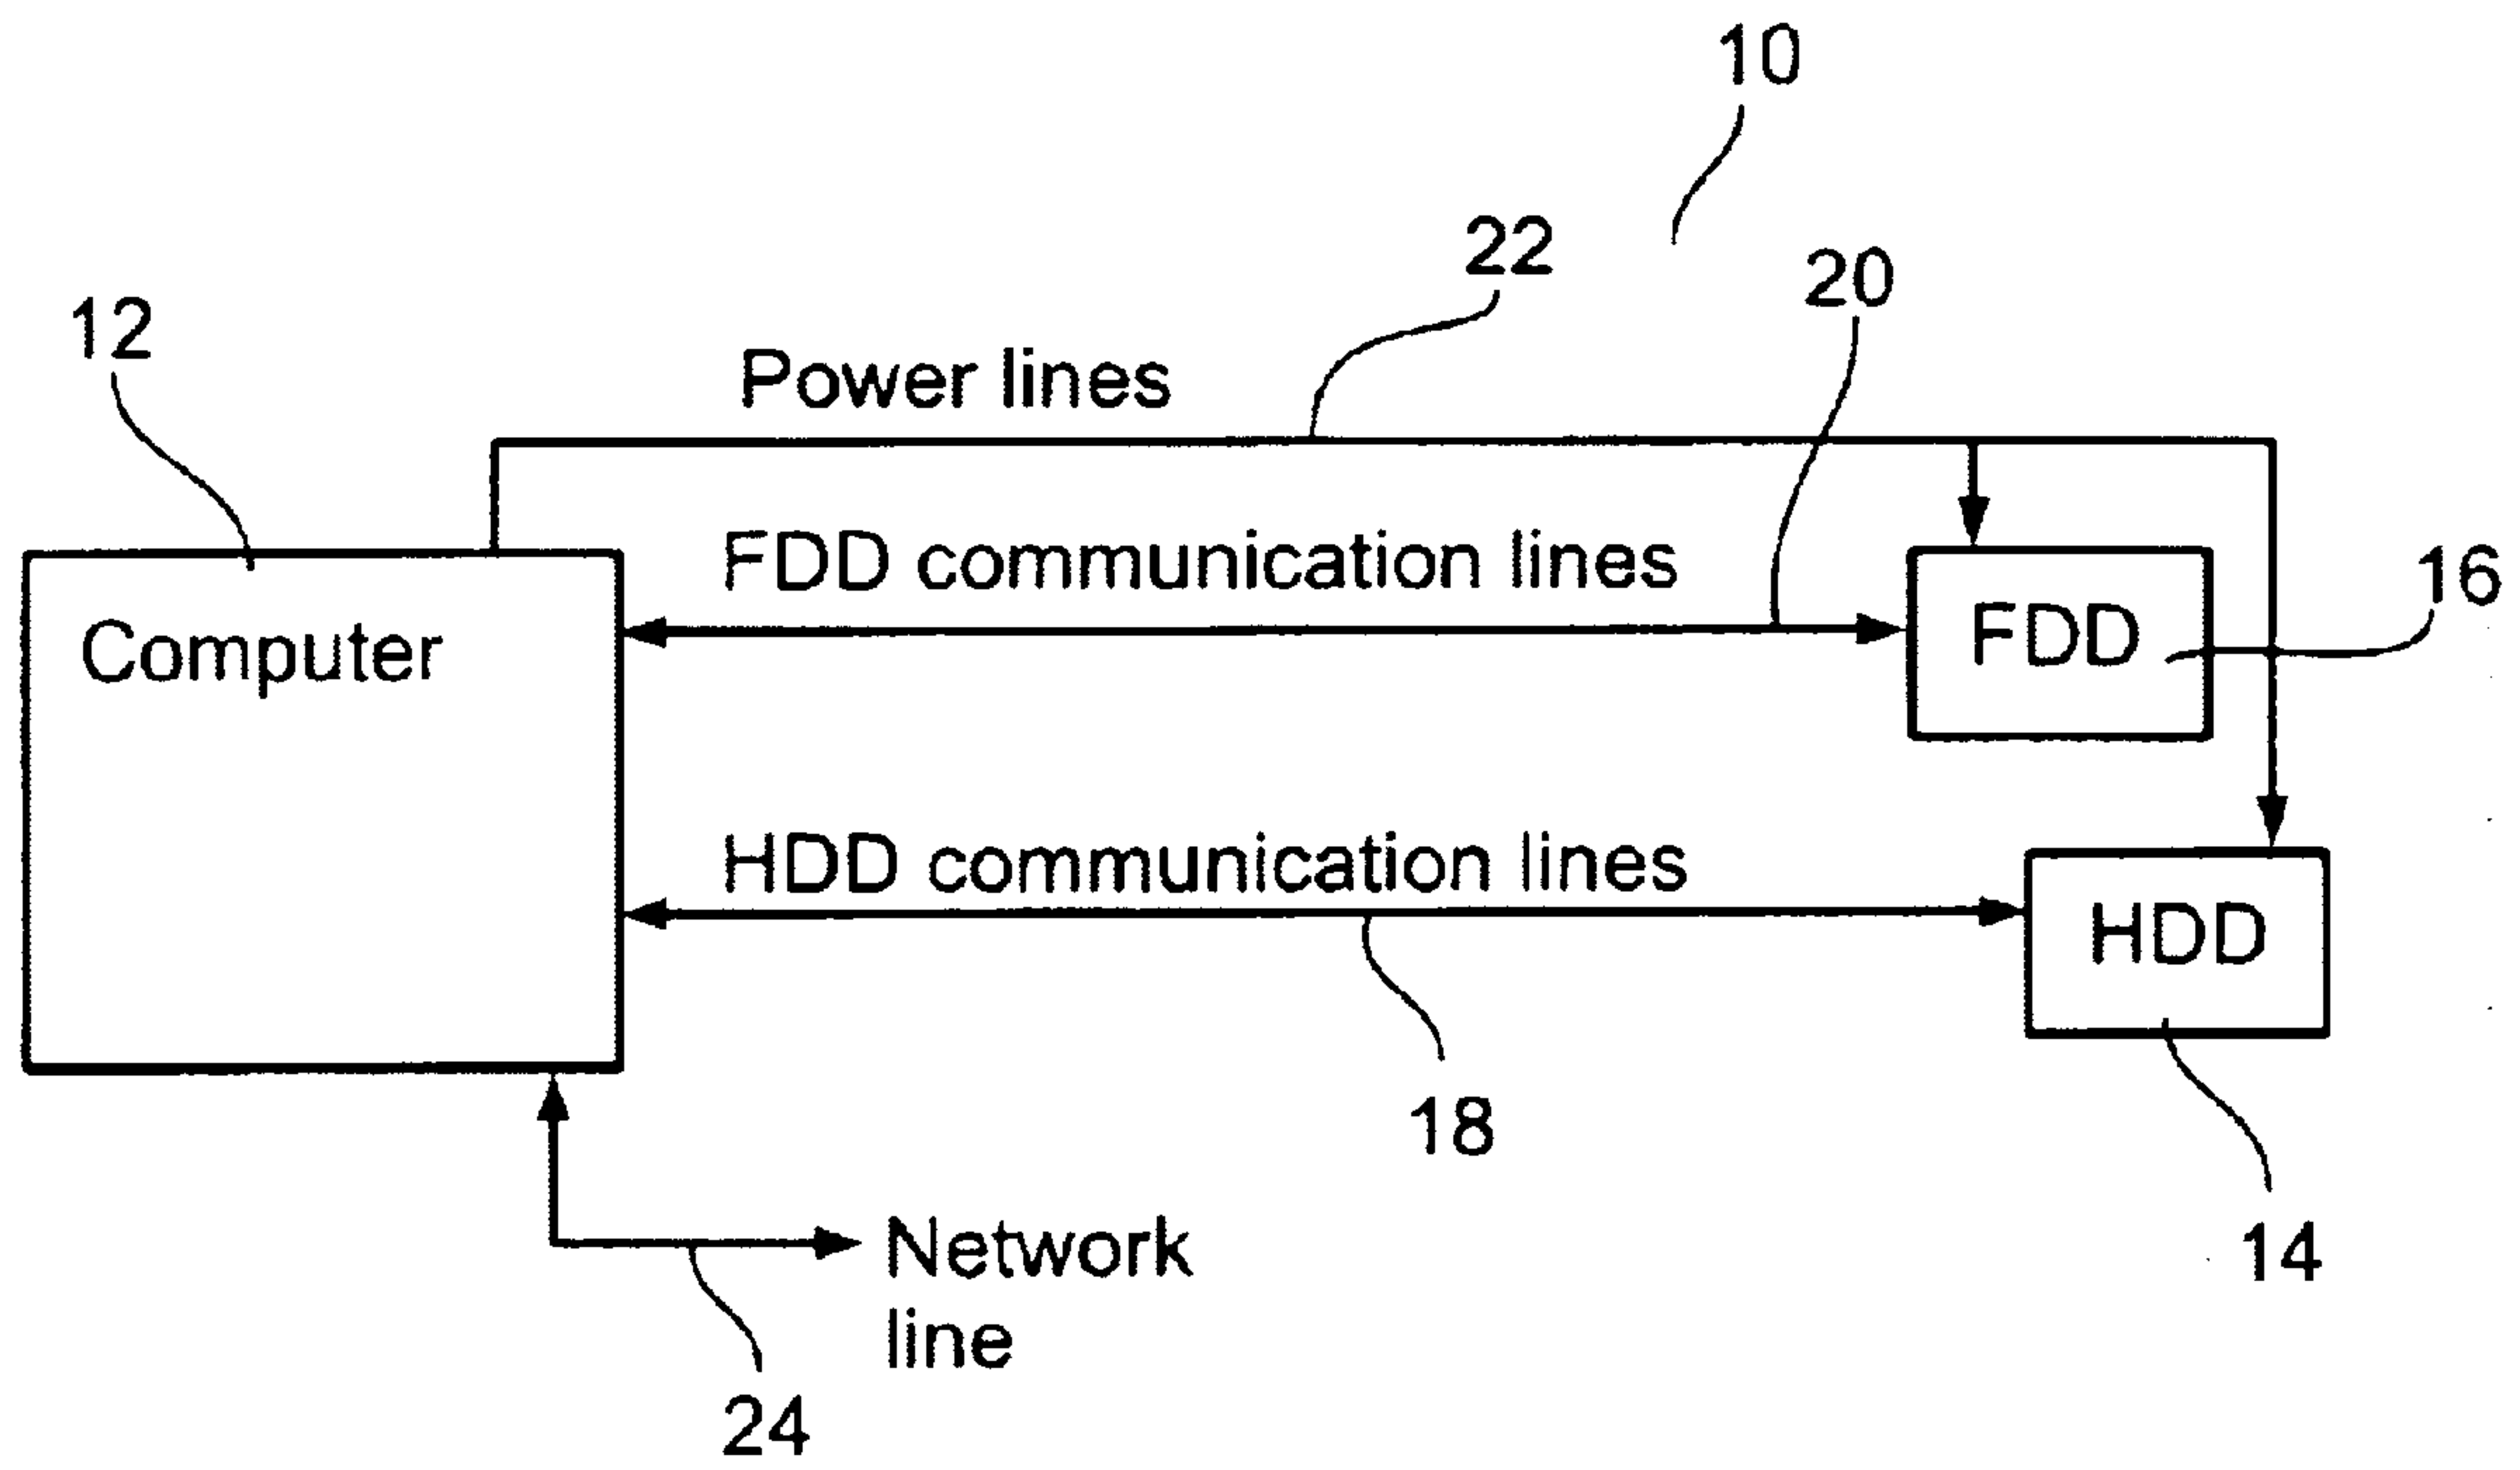 10
22
20
12
Power lines
FDD communication lines
16
Computer
FDD
HDD communication lines
HDD
18
Network
line
14
24